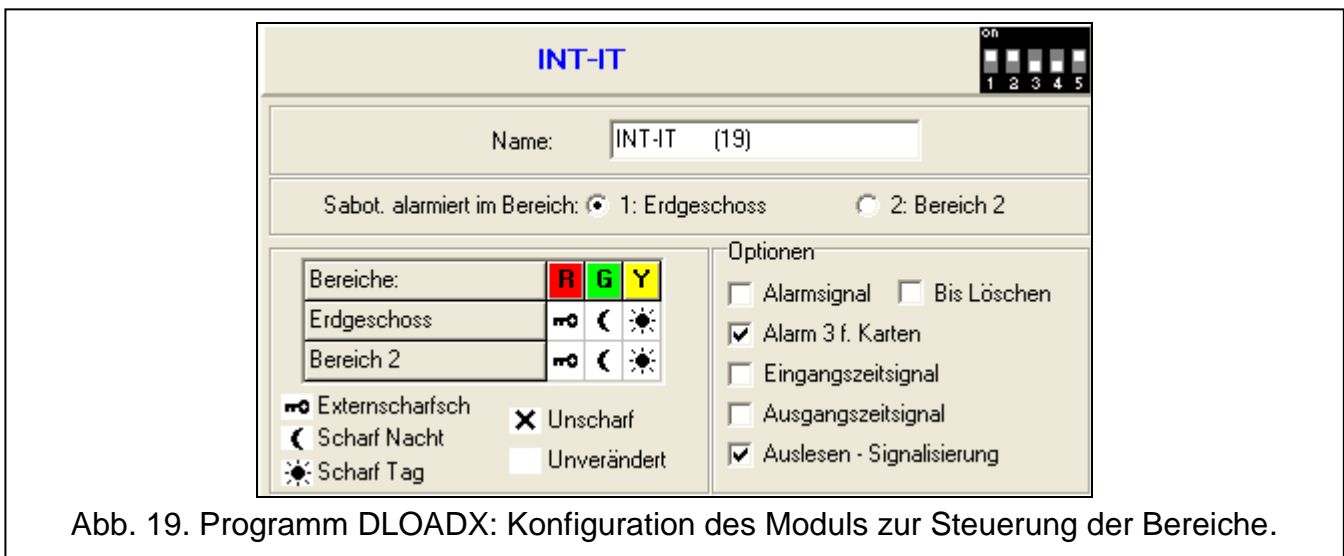 INT-IT
on
1 2 3 4 5
Name: INT-IT (19)
Sabot. alarmiert im Bereich: 1: Erdgeschoss 2: Bereich 2
Bereiche: R G Y
Erdgeschoss
Bereich 2
Externscharfsch
Scharf Nacht
Scharf Tag
Unscharf
Unverändert
Optionen
Alarmsignal Bis Löschen
Alarm 3 f. Karten
Eingangszeitsignal
Ausgangszeitsignal
Auslesen - Signalisierung
Abb. 19. Programm DLOADX: Konfiguration des Moduls zur Steuerung der Bereiche.